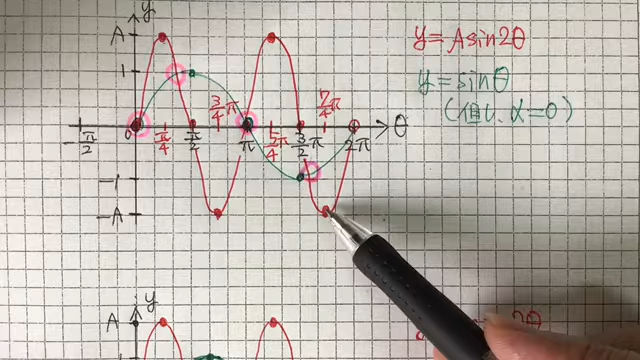 y
A
y=Asin2θ
1
y=sinθ
(但し、α=0)
3/4π
7/4π
0
-π/2
π/4
π/2
π
5/4π
3/2π
2π
θ
-1
-A
y
A
2θ